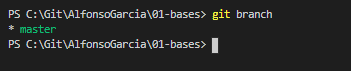 PS C:\Git\AlfonsoGarcia\01-bases> git branch
* master
PS C:\Git\AlfonsoGarcia\01-bases>